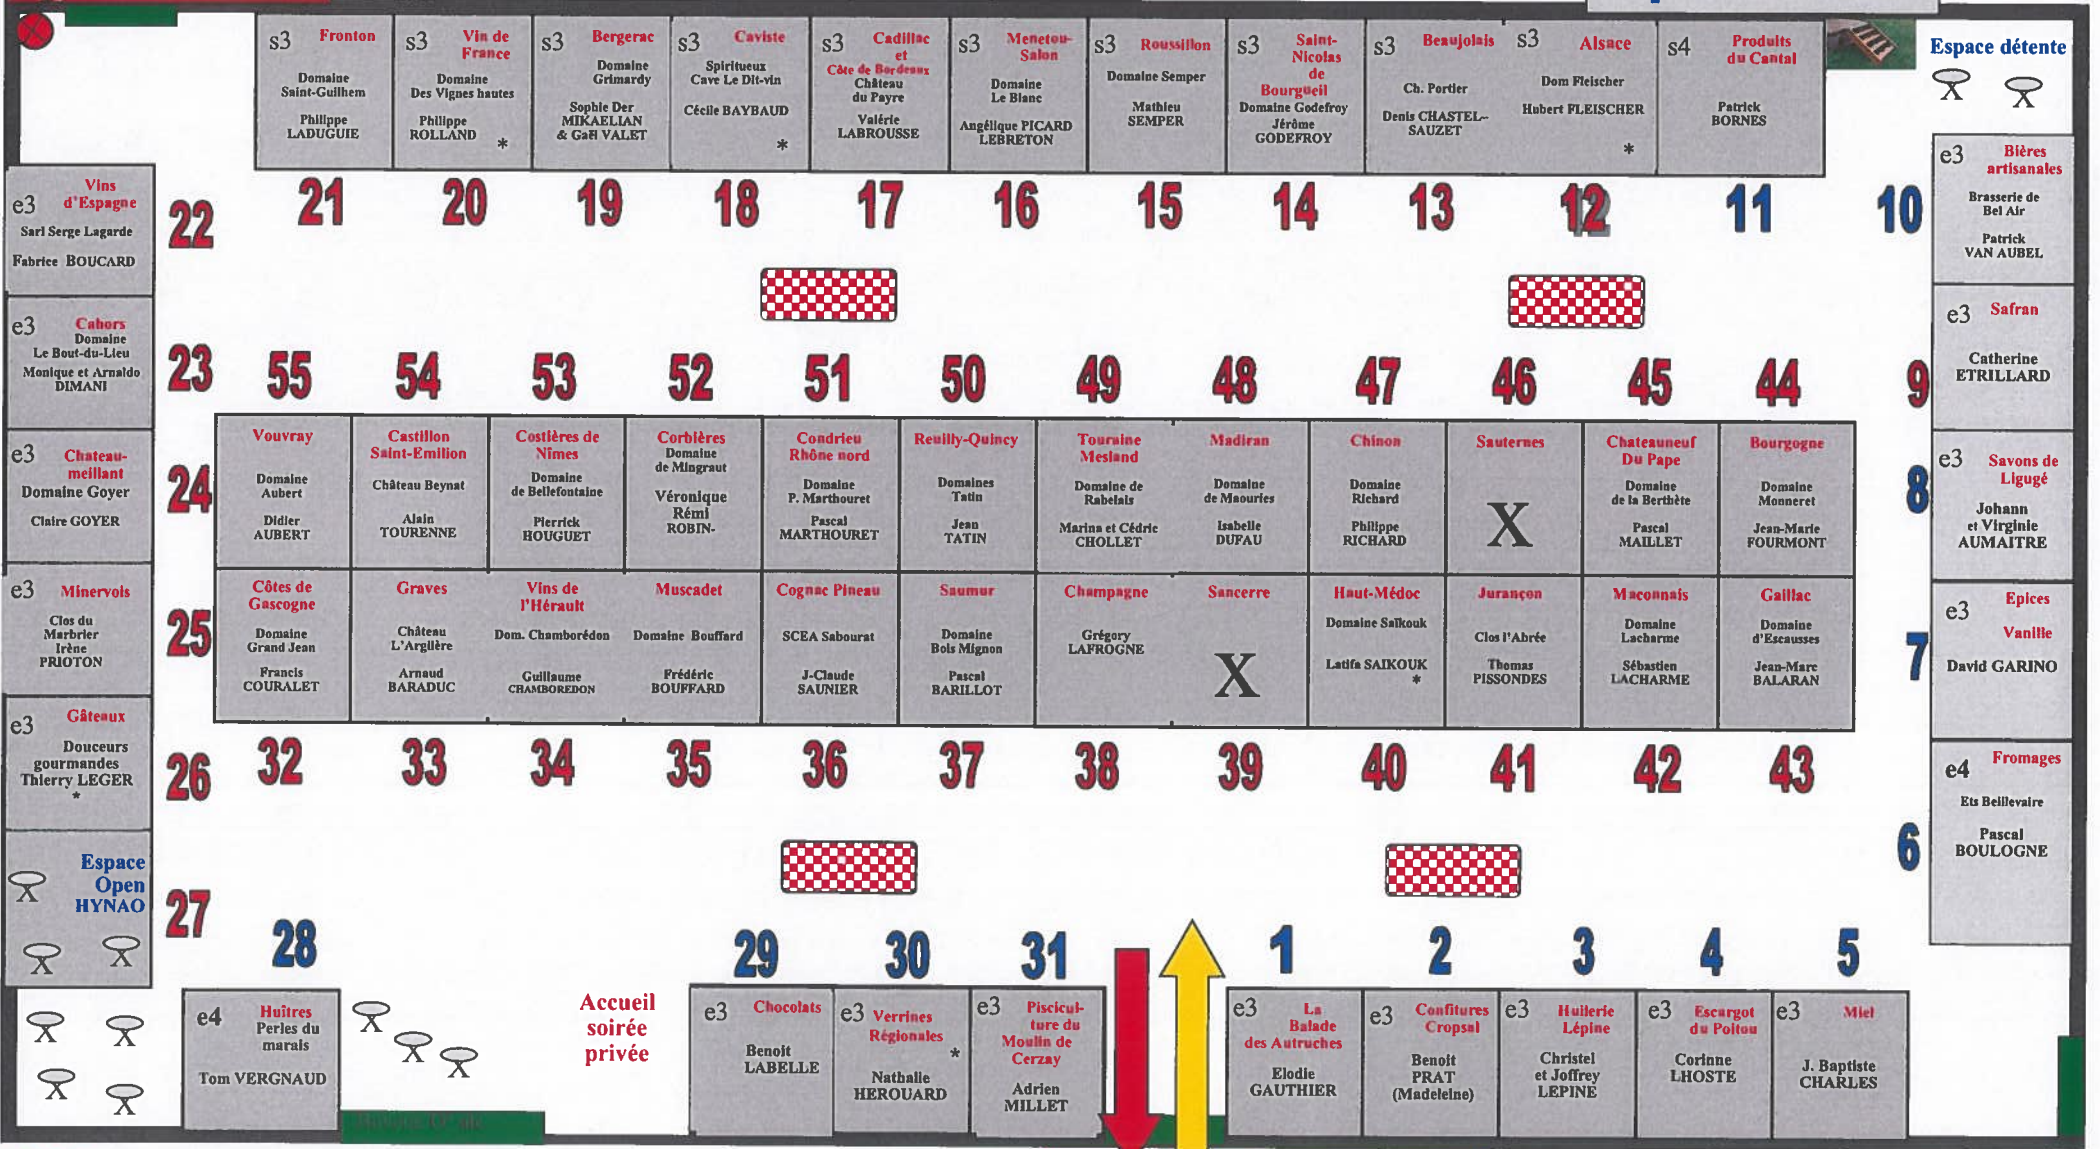 s3 Fronton
Domaine
Saint-Guilhem
Philippe
LADUGUIE
s3 Vin de
France
Domaine
Des Vignes hautes
Philippe
ROLLAND *
s3 Bergerac
Domaine
Grimardy
Sophie Der
MIKAELIAN
& Gaël VALET
s3 Caviste
Spiritueux
Cave Le Dit-vin
Cécile BAYBAUD
*
s3 Cadillac
et
Côte de Bordeaux
Château
du Payre
Valérie
LABROUSSE
s3 Menetou-
Salon
Domaine
Le Blanc
Angélique PICARD
LEBRETON
s3 Roussillon
Domaine Semper
Mathieu
SEMPER
s3 Saint-
Nicolas
de
Bourgueil
Domaine Godefroy
Jérôme
GODEFROY
s3 Beaujolais
Ch. Portier
Denis CHASTEL-
SAUZET
s3 Alsace
Dom Fleischer
Hubert FLEISCHER
*
s4 Produits
du Cantal
Patrick
BORNES
Espace détente
21 20 19 18 17 16 15 14 13 12 11 10
e3 Vins
d'Espagne
Sarl Serge Lagarde
Fabrice BOUCARD
22
e3 Bières
artisanales
Brasserie de
Bel Air
Patrick
VAN AUBEL
e3 Cahors
Domaine
Le Bout-du-Lieu
Monique et Arnaldo
DIMANI
23
e3 Safran
Catherine
ETRILLARD
9
55 54 53 52 51 50 49 48 47 46 45 44
e3 Chateau-
meillant
Domaine Goyer
Claire GOYER
24
Vouvray
Domaine
Aubert
Didier
AUBERT
Castillon
Saint-Emilion
Château Beynat
Alain
TOURENNE
Costières de
Nîmes
Domaine
de Bellefontaine
Pierrick
HOUGUET
Corbières
Domaine
de Mingraut
Véronique
Rémi
ROBIN-
Condrieu
Rhône nord
Domaine
P. Marthouret
Pascal
MARTHOURET
Reuilly-Quincy
Domaines
Tatin
Jean
TATIN
Touraine
Mesland
Domaine de
Rabelais
Marina et Cédric
CHOLLET
Madiran
Domaine
de Maouries
Isabelle
DUFAU
Chinon
Domaine
Richard
Philippe
RICHARD
Sauternes
X
Chateauneuf
Du Pape
Domaine
de la Berthète
Pascal
MAILLET
Bourgogne
Domaine
Monneret
Jean-Marie
FOURMONT
8
e3 Savons de
Ligugé
Johann
et Virginie
AUMAITRE
e3 Minervois
Clos du
Marbrier
Irène
PRIOTON
25
Côtes de
Gascogne
Domaine
Grand Jean
Francis
COURALET
Graves
Château
L'Argilère
Arnaud
BARADUC
Vins de
l'Hérault
Dom. Chamborédon
Guillaume
CHAMBOREDON
Muscadet
Domaine Bouffard
Frédéric
BOUFFARD
Cognac Pineau
SCEA Sabourat
J-Claude
SAUNIER
Saumur
Domaine
Bois Mignon
Pascal
BARILLOT
Champagne
Grégory
LAFROGNE
Sancerre
X
Haut-Médoc
Domaine Saïkouk
Latifa SAIKOUK
*
Jurançon
Clos l'Abrée
Thomas
PISSONDES
Maconnais
Domaine
Lacharme
Sébastien
LACHARME
Gaillac
Domaine
d'Escausses
Jean-Marc
BALARAN
7
e3 Epices
Vanille
David GARINO
e3 Gâteaux
Douceurs
gourmandes
Thierry LEGER
*
26
32 33 34 35 36 37 38 39 40 41 42 43
e4 Fromages
Ets Beillevaire
Pascal
BOULOGNE
6
Espace
Open
HYNAO
27
28 29 30 31 1 2 3 4 5
e4 Huîtres
Perles du
marais
Tom VERGNAUD
Accueil
soirée
privée
e3 Chocolats
Benoit
LABELLE
e3 Verrines
Régionales
*
Nathalie
HEROUARD
e3 Piscicul-
ture du
Moulin de
Cerzay
Adrien
MILLET
e3 La
Balade
des Autruches
Elodie
GAUTHIER
e3 Confitures
Cropsal
Benoit
PRAT
(Madeleine)
e3 Huilerie
Lépine
Christel
et Joffrey
LEPINE
e3 Escargot
du Poitou
Corinne
LHOSTE
e3 Miel
J. Baptiste
CHARLES